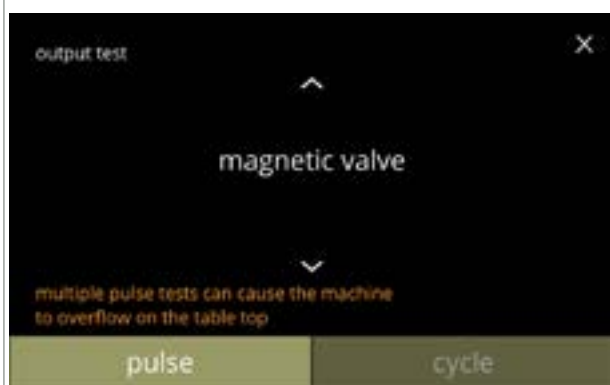 output test
magnetic valve
multiple pulse tests can cause the machine
to overflow on the table top
pulse
cycle